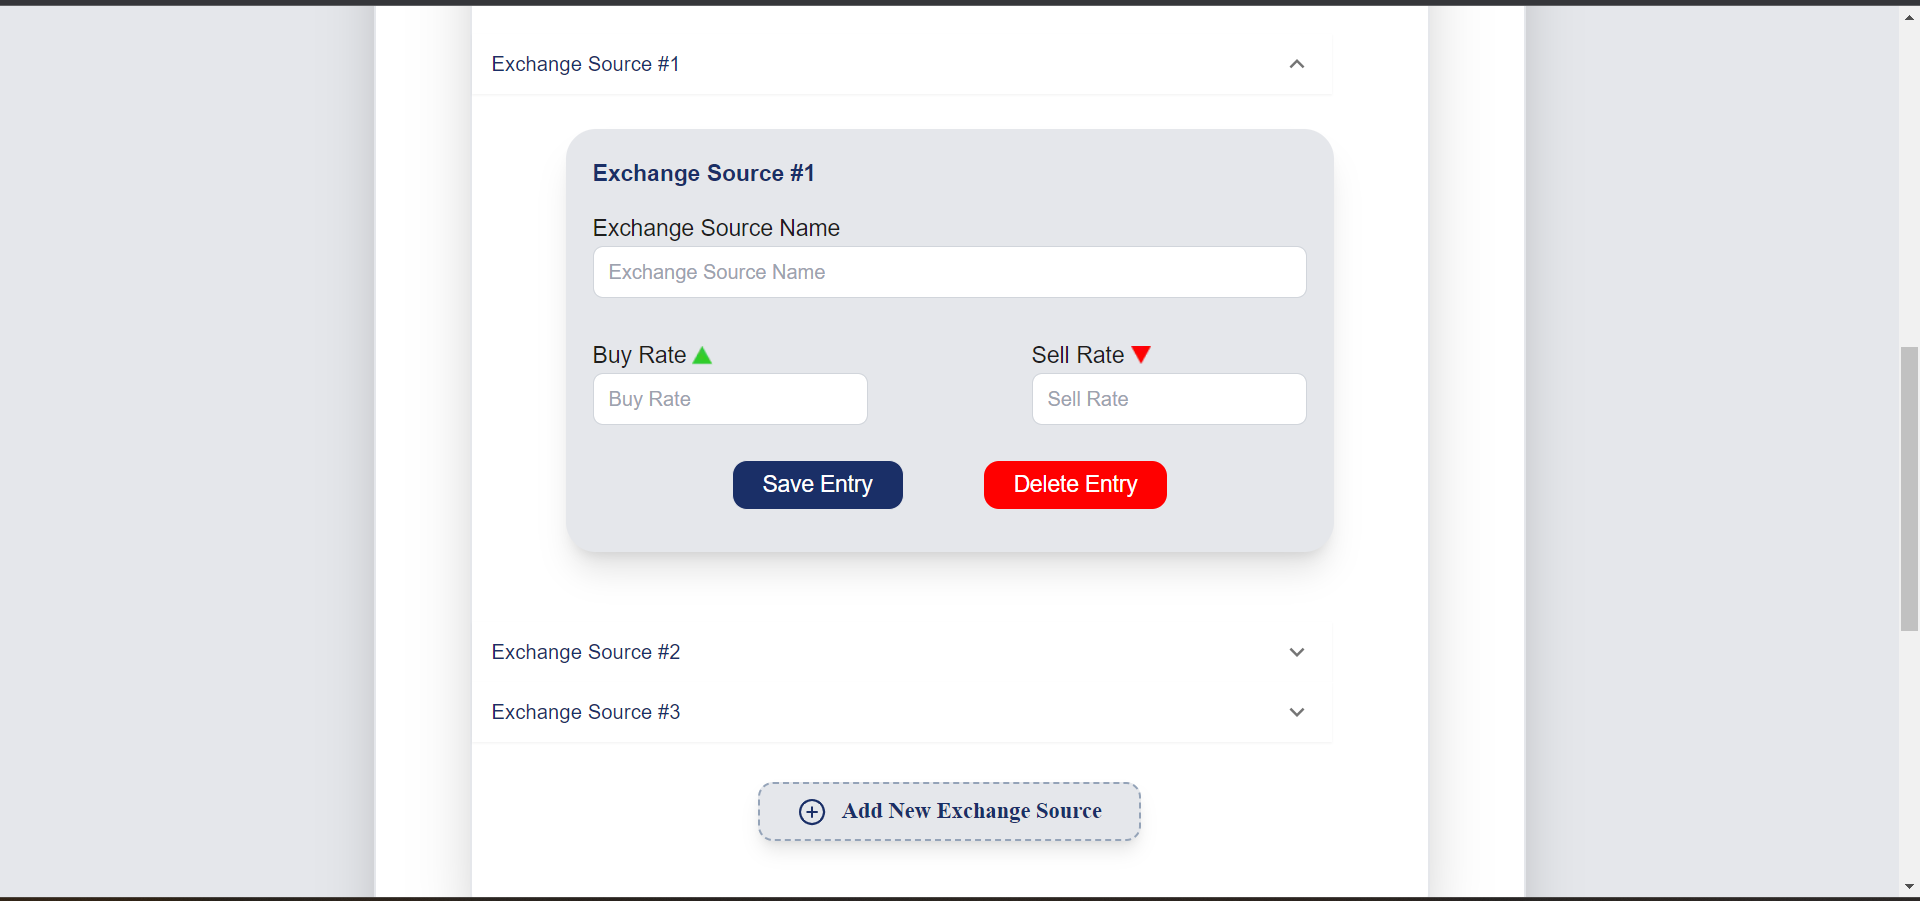 Exchange Source #1
Exchange Source #1
Exchange Source Name
Exchange Source Name
Buy Rate Sell Rate
Buy Rate Sell Rate
Save Entry Delete Entry
Exchange Source #2
Exchange Source #3
Add New Exchange Source